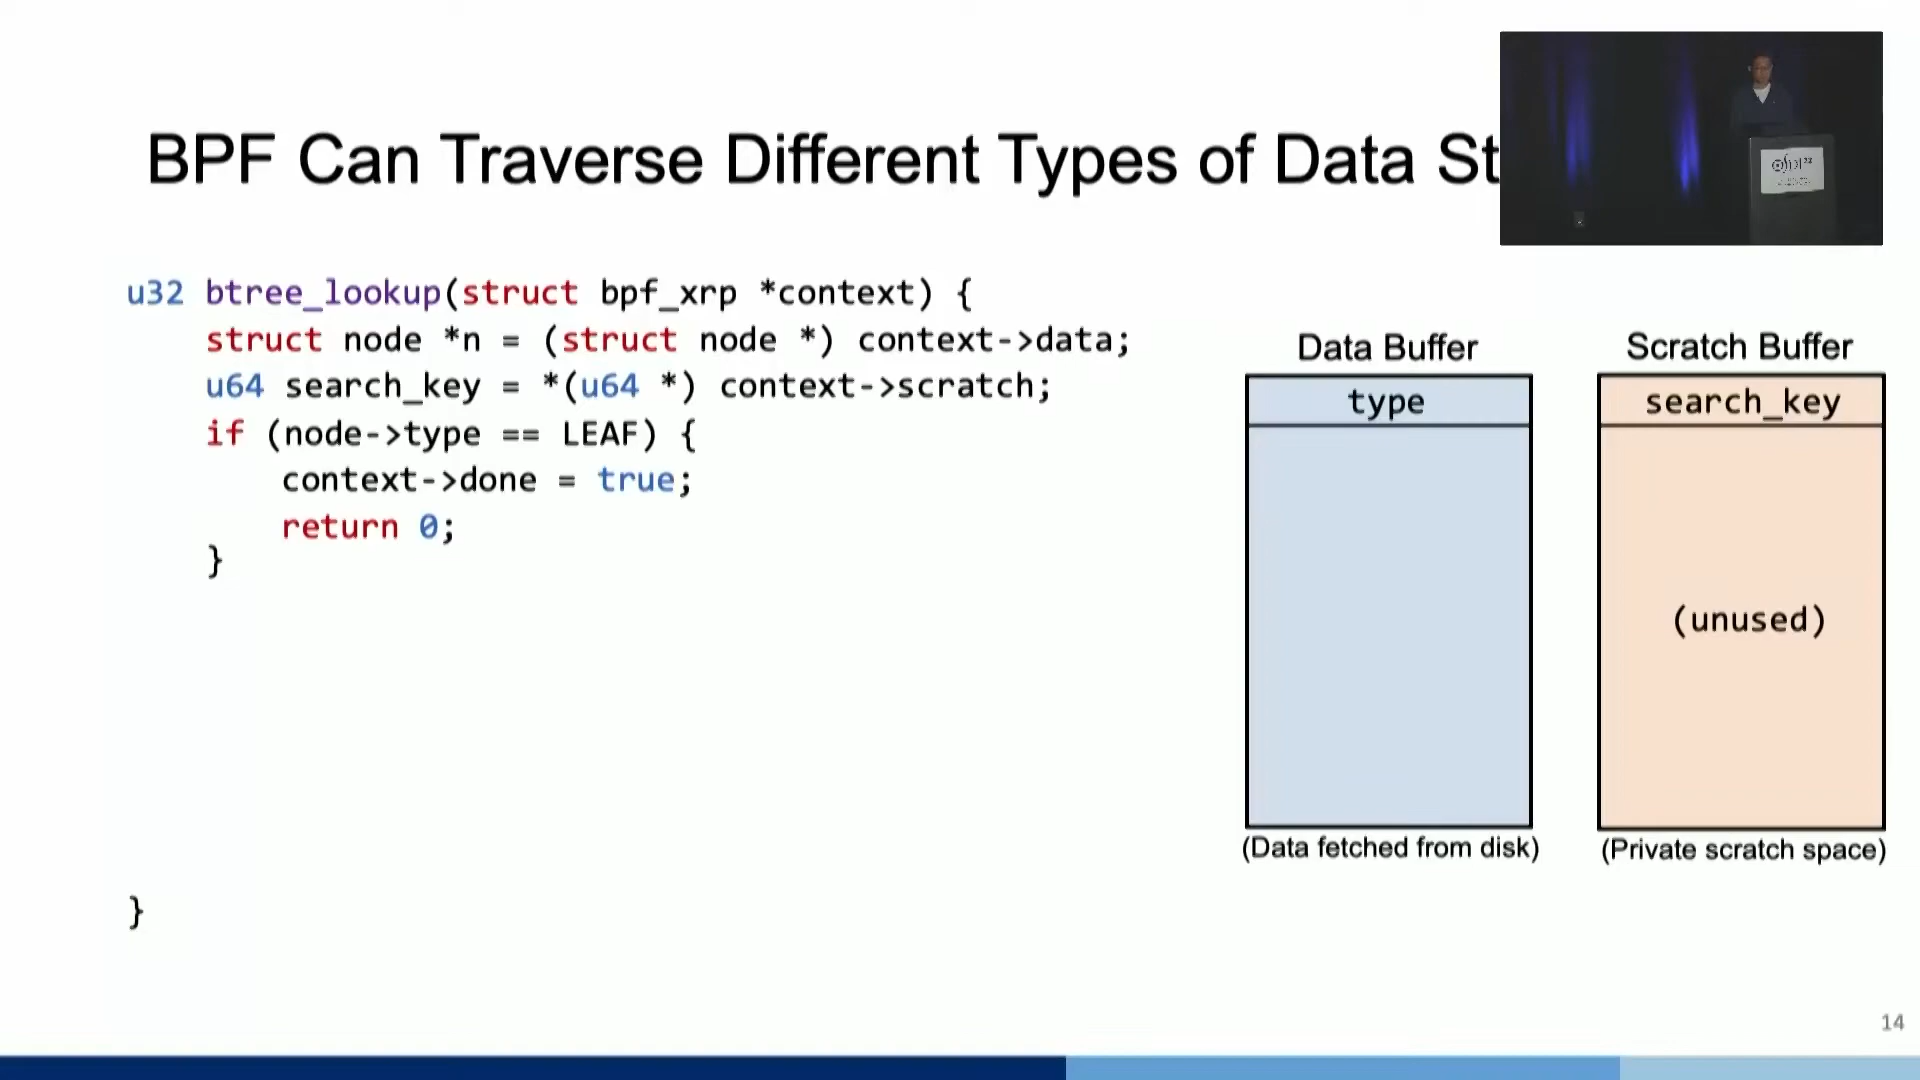 BPF Can Traverse Different Types of Data St
u32 btree_lookup(struct bpf_xrp *context) {
struct node *n = (struct node *) context->data;
u64 search_key = *(u64 *) context->scratch;
if (node->type == LEAF) {
context->done = true;
return 0;
}
}
Data Buffer
type
(Data fetched from disk)
Scratch Buffer
search_key
(unused)
(Private scratch space)
14